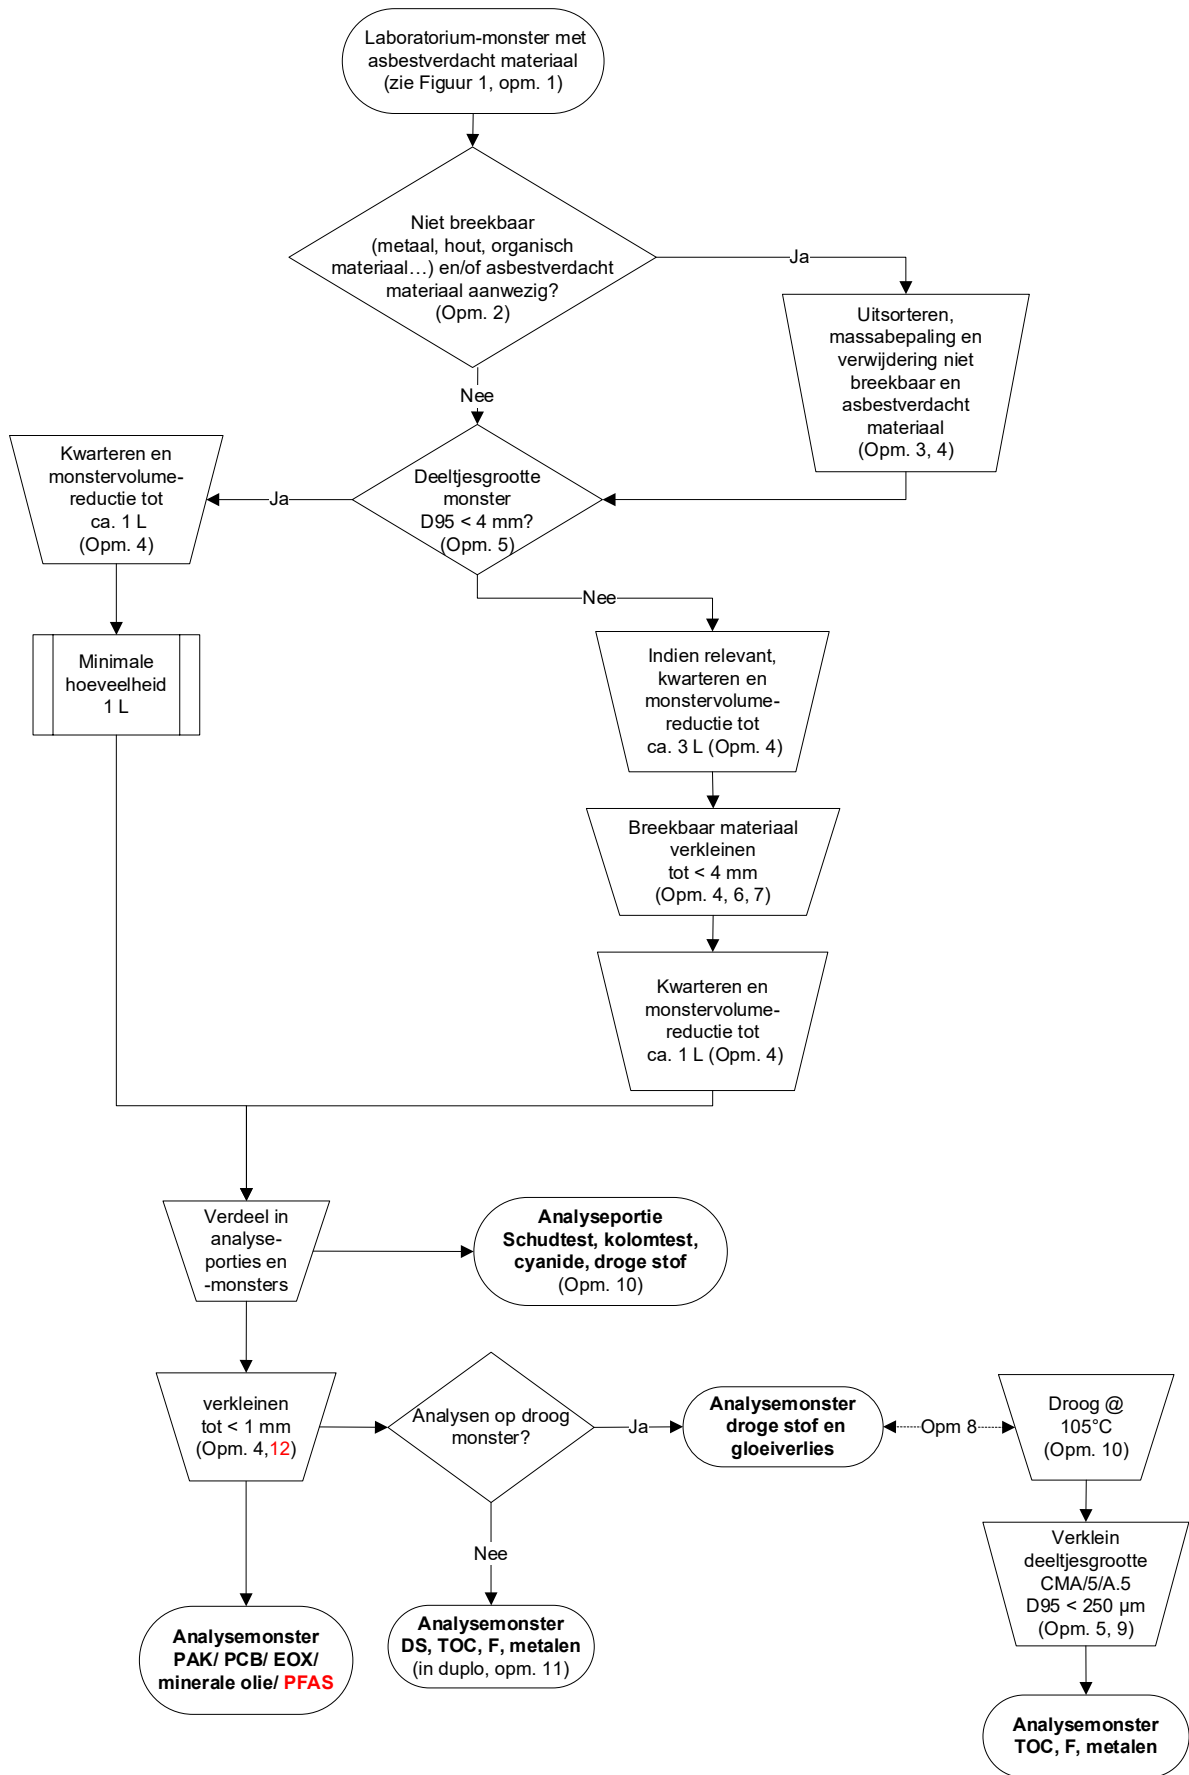 Laboratorium-monster met
asbestverdacht materiaal
(zie Figuur 1, opm. 1)
Niet breekbaar
(metaal, hout, organisch
materiaal…) en/of asbestverdacht
materiaal aanwezig?
(Opm. 2)
Ja
Uitsorteren,
massabepaling en
verwijdering niet
breekbaar en
asbestverdacht
materiaal
(Opm. 3, 4)
Nee
Deeltjesgrootte
monster
D95 < 4 mm?
(Opm. 5)
Ja
Kwarteren en
monstervolume-
reductie tot
ca. 1 L
(Opm. 4)
Minimale
hoeveelheid
1 L
Nee
Indien relevant,
kwarteren en
monstervolume-
reductie tot
ca. 3 L (Opm. 4)
Breekbaar materiaal
verkleinen
tot < 4 mm
(Opm. 4, 6, 7)
Kwarteren en
monstervolume-
reductie tot
ca. 1 L (Opm. 4)
Verdeel in
analyse-
porties en
-monsters
Analyseportie
Schudtest, kolomtest,
cyanide, droge stof
(Opm. 10)
verkleinen
tot < 1 mm
(Opm. 4,12)
Analysen op droog
monster?
Ja
Analysemonster
droge stof en
gloeiverlies
Opm 8
Droog @
105°C
(Opm. 10)
Verklein
deeltjesgrootte
CMA/5/A.5
D95 < 250 µm
(Opm. 5, 9)
Nee
Analysemonster
PAK/ PCB/ EOX/
minerale olie/ PFAS
Analysemonster
DS, TOC, F, metalen
(in duplo, opm. 11)
Analysemonster
TOC, F, metalen